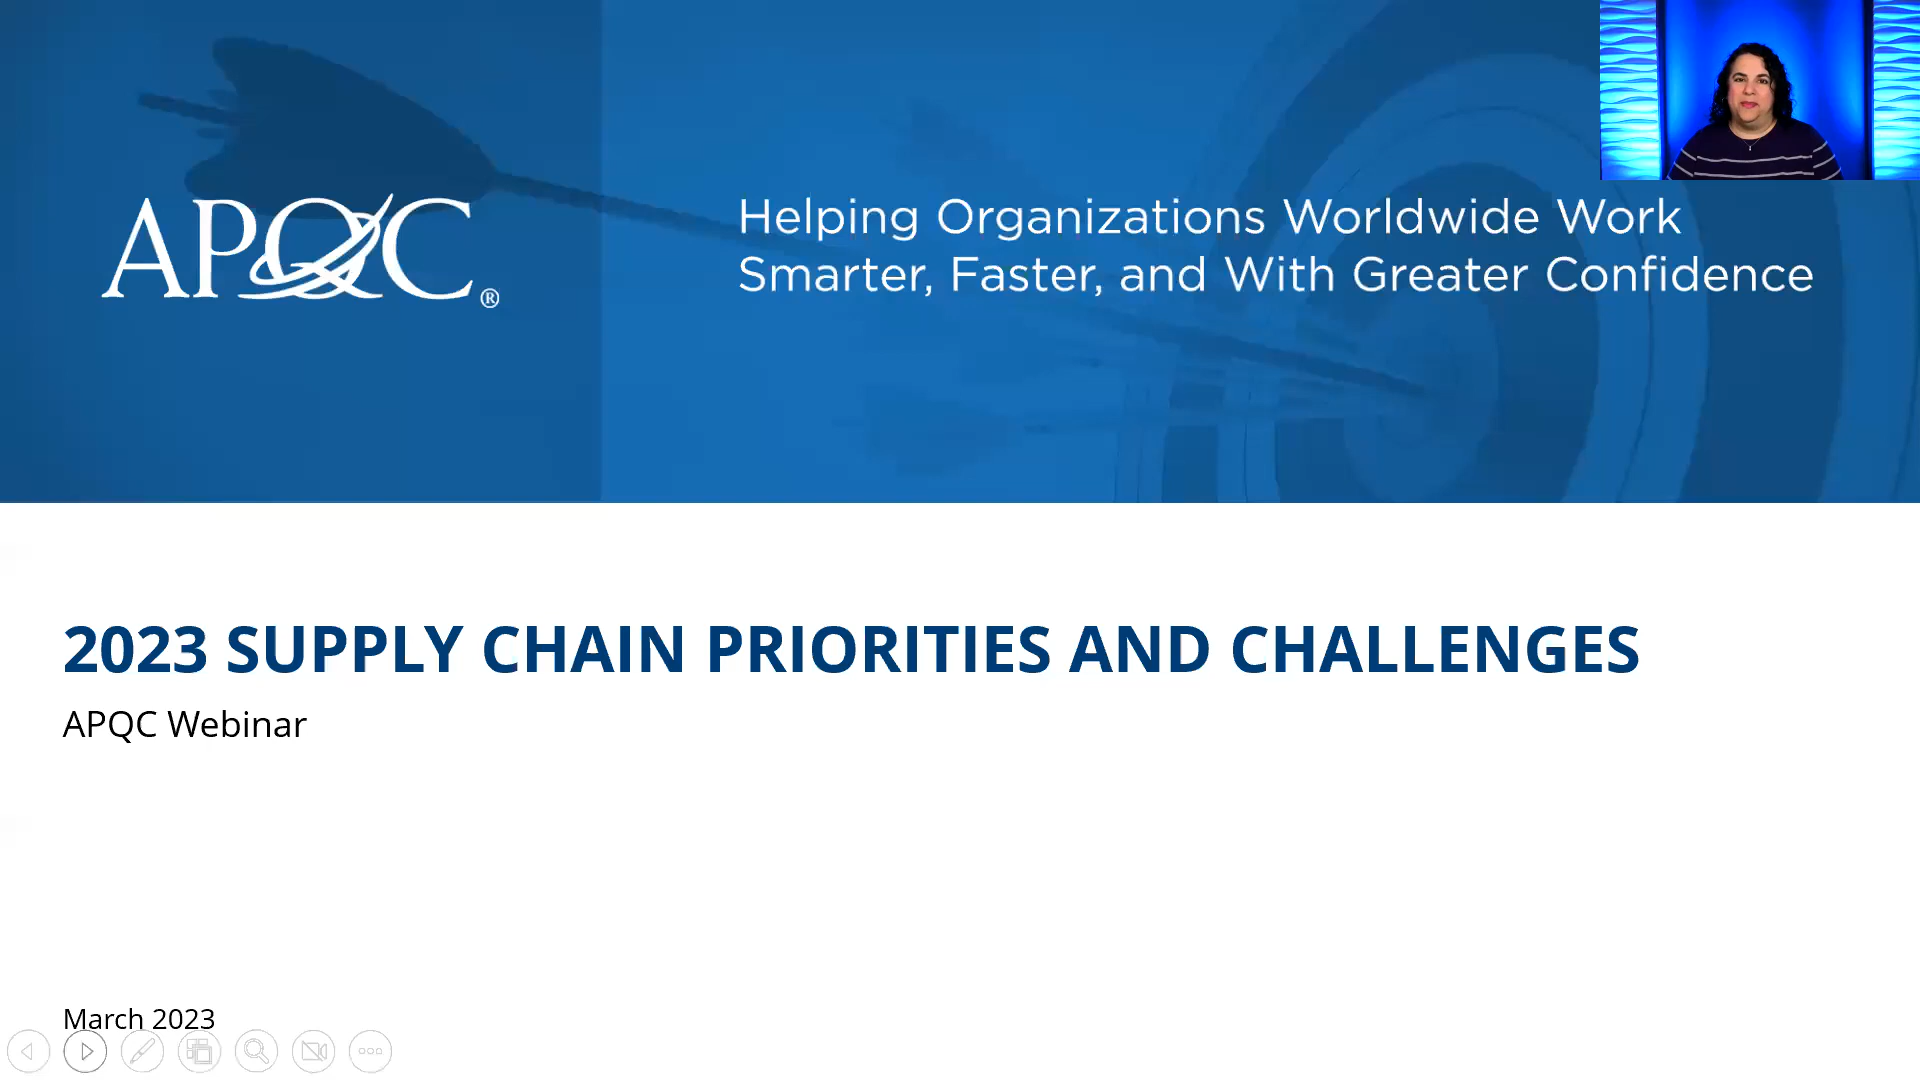 APQC®
Helping Organizations Worldwide Work
Smarter, Faster, and With Greater Confidence
2023 SUPPLY CHAIN PRIORITIES AND CHALLENGES
APQC Webinar
March 2023